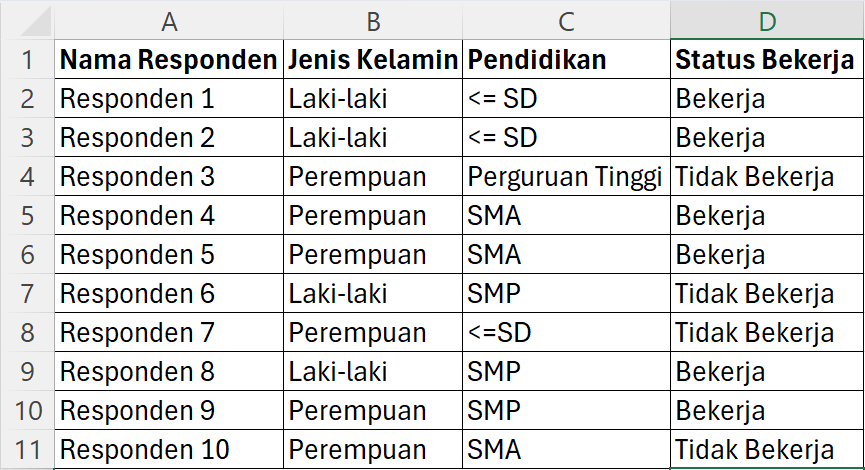 A B C D
1 Nama Responden Jenis Kelamin Pendidikan Status Bekerja
2 Responden 1 Laki-laki <= SD Bekerja
3 Responden 2 Laki-laki <= SD Bekerja
4 Responden 3 Perempuan Perguruan Tinggi Tidak Bekerja
5 Responden 4 Perempuan SMA Bekerja
6 Responden 5 Perempuan SMA Bekerja
7 Responden 6 Laki-laki SMP Tidak Bekerja
8 Responden 7 Perempuan <=SD Tidak Bekerja
9 Responden 8 Laki-laki SMP Bekerja
10 Responden 9 Perempuan SMP Bekerja
11 Responden 10 Perempuan SMA Tidak Bekerja